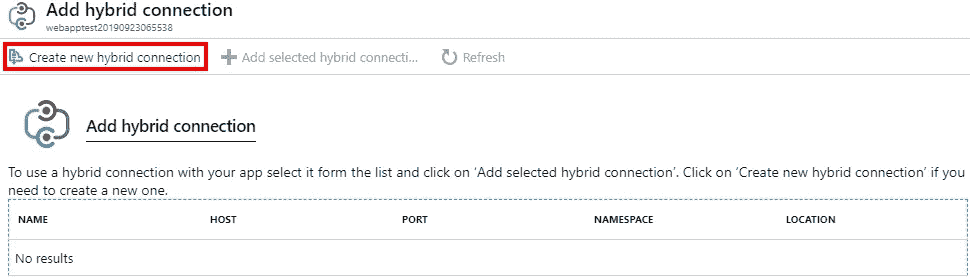 Add hybrid connection
webapptest20190923065538
Create new hybrid connection Add selected hybrid connecti... Refresh
Add hybrid connection
To use a hybrid connection with your app select it form the list and click on 'Add selected hybrid connection'. Click on 'Create new hybrid connection' if you
need to create a new one.
NAME HOST PORT NAMESPACE LOCATION
No results